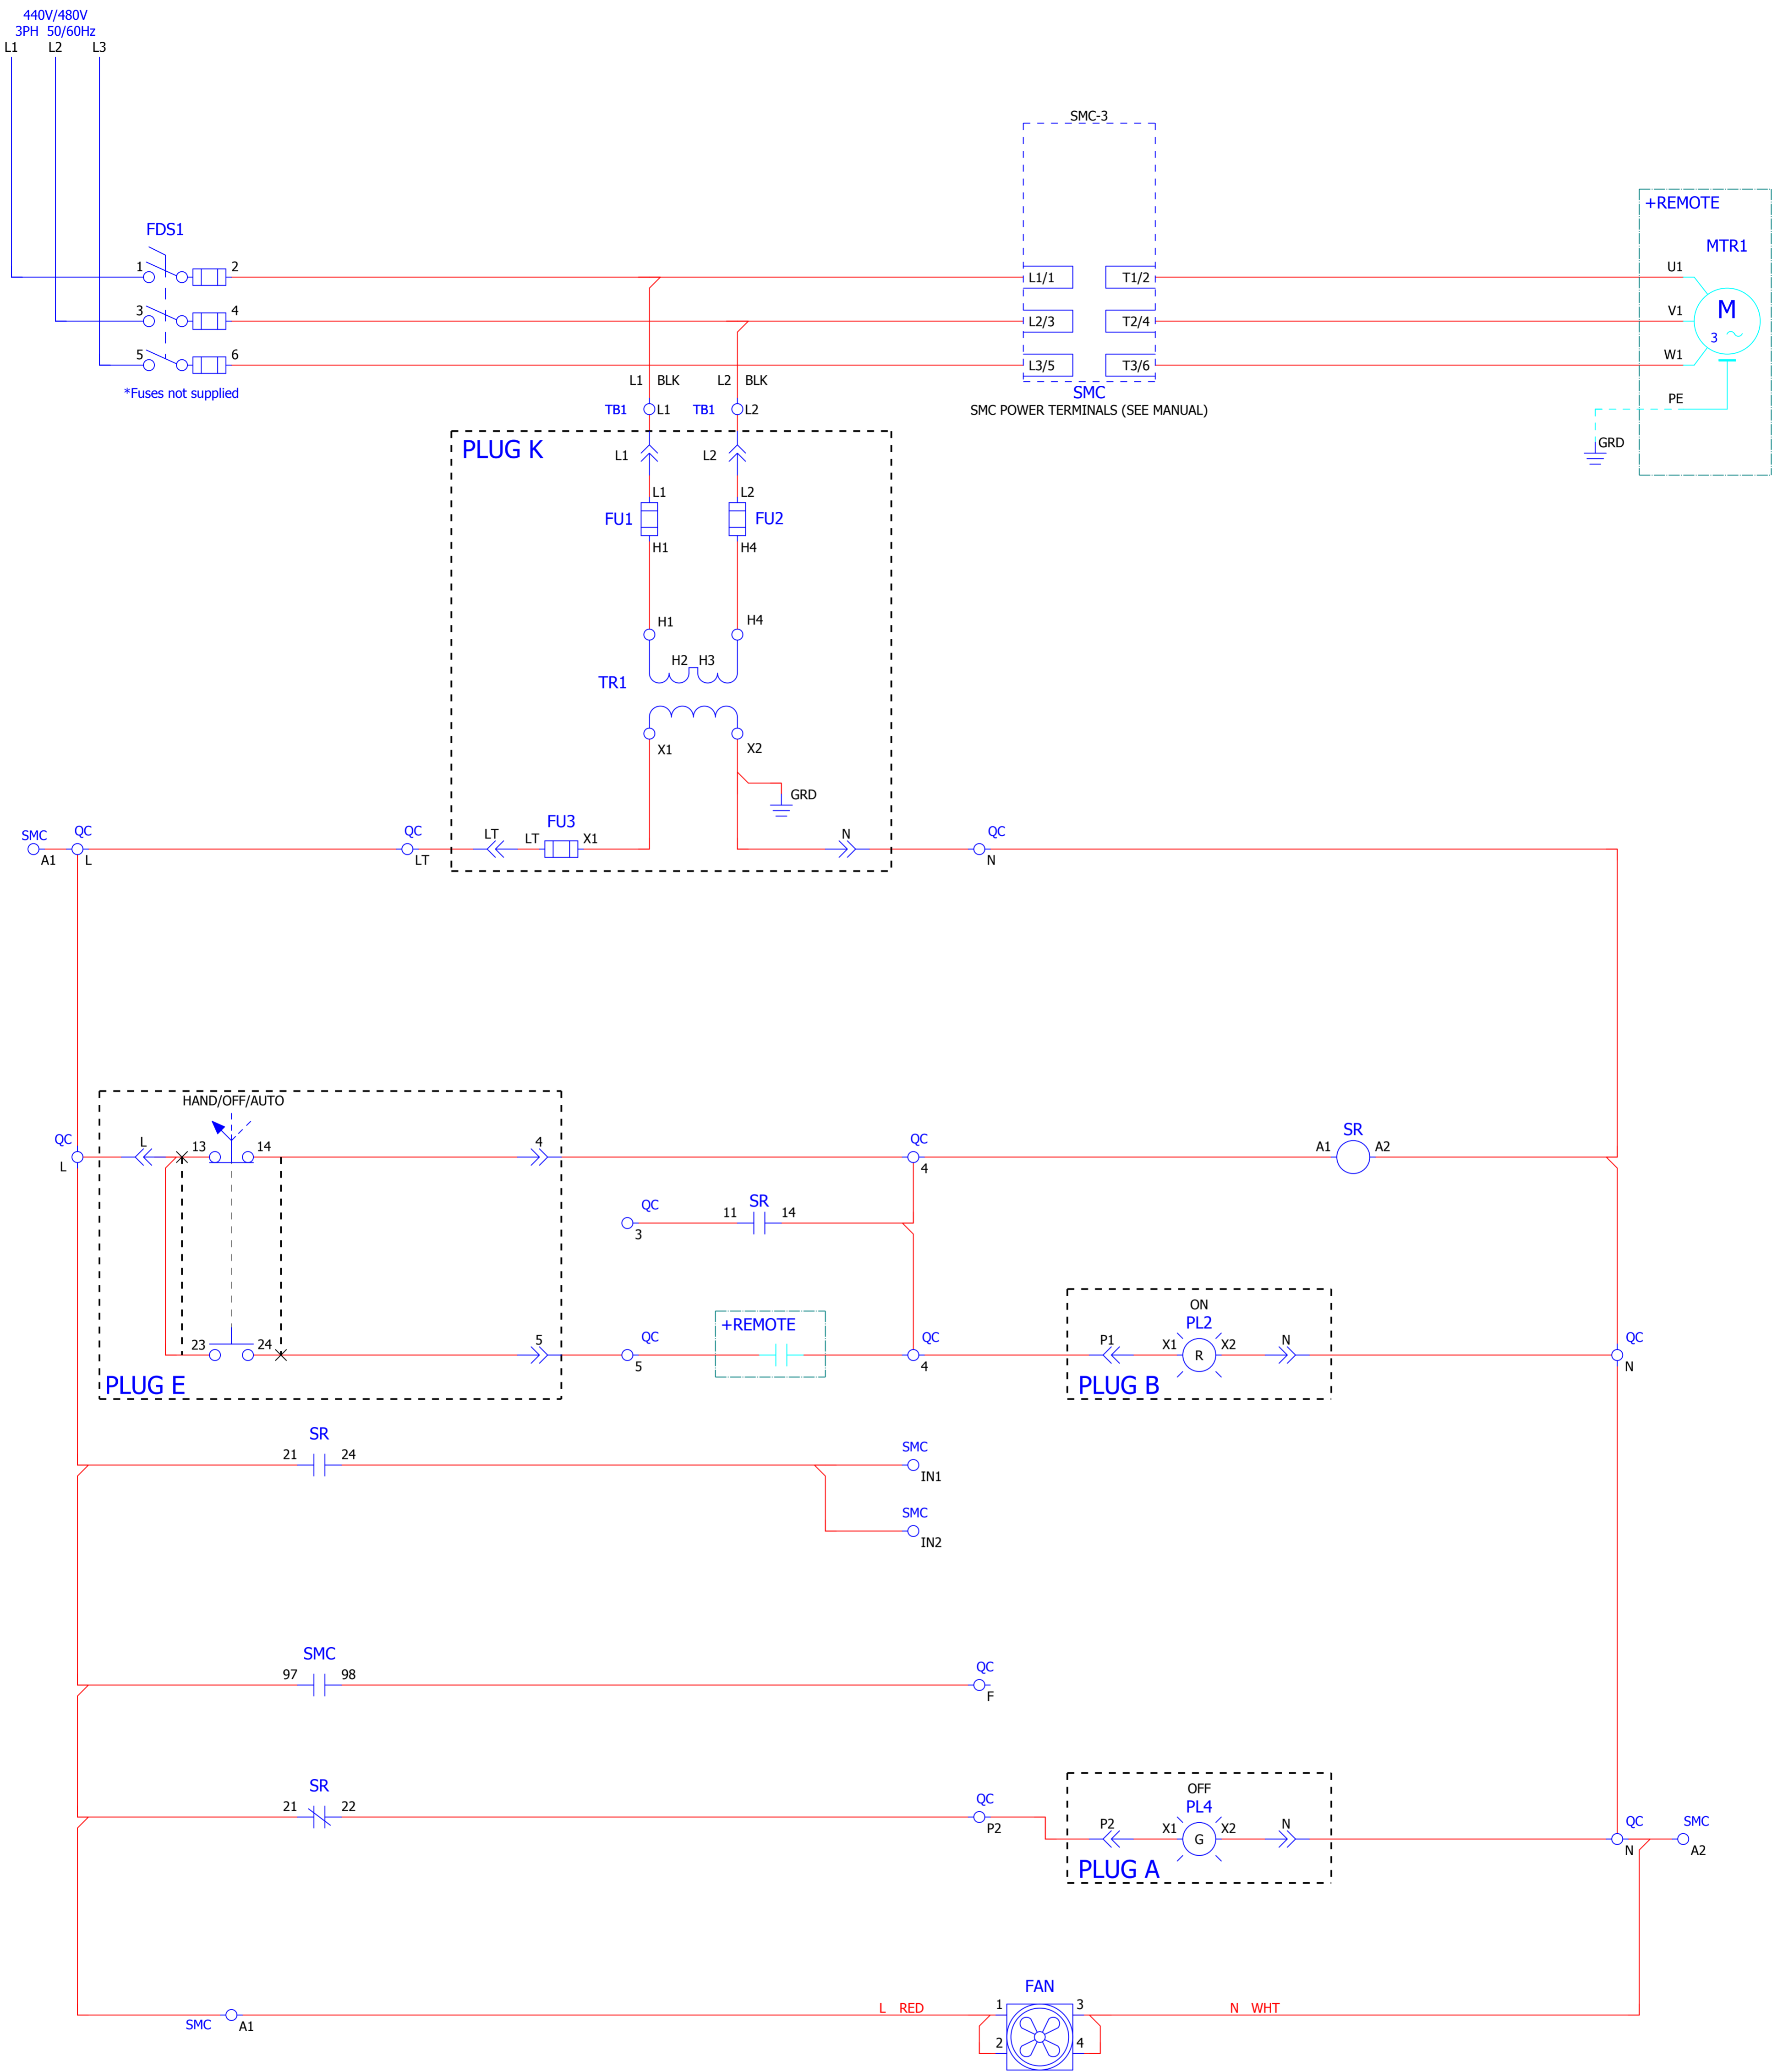 440V/480V
3PH 50/60Hz
L1 L2 L3
SMC-3
+REMOTE
FDS1
MTR1
1 2 L1/1 T1/2 U1
3 4 L2/3 T2/4 V1 M
3
5 6 L3/5 T3/6 W1
*Fuses not supplied
L1 BLK L2 BLK
SMC
SMC POWER TERMINALS (SEE MANUAL)
PE
TB1 L1 TB1 L2
GRD
PLUG K
L1 L2
L1 L2
FU1 FU2
H1 H4
H1 H4
H2 H3
TR1
X1 X2
GRD
SMC QC QC LT LT FU3 X1 N QC
A1 L LT N
HAND/OFF/AUTO
QC L 13 14 4 QC A1 SR A2
L 4
QC 11 SR 14
3
ON
+REMOTE
PL2
23 24 5 QC QC P1 X1 R X2 N QC
5 4 N
PLUG E
PLUG B
SR
21 24 SMC
IN1
SMC
IN2
SMC
97 98 QC
F
SR
21 22 QC
P2
OFF
PL4
P2 X1 G X2 N QC SMC
N A2
PLUG A
FAN
L RED 1 3 N WHT
SMC A1
2 4